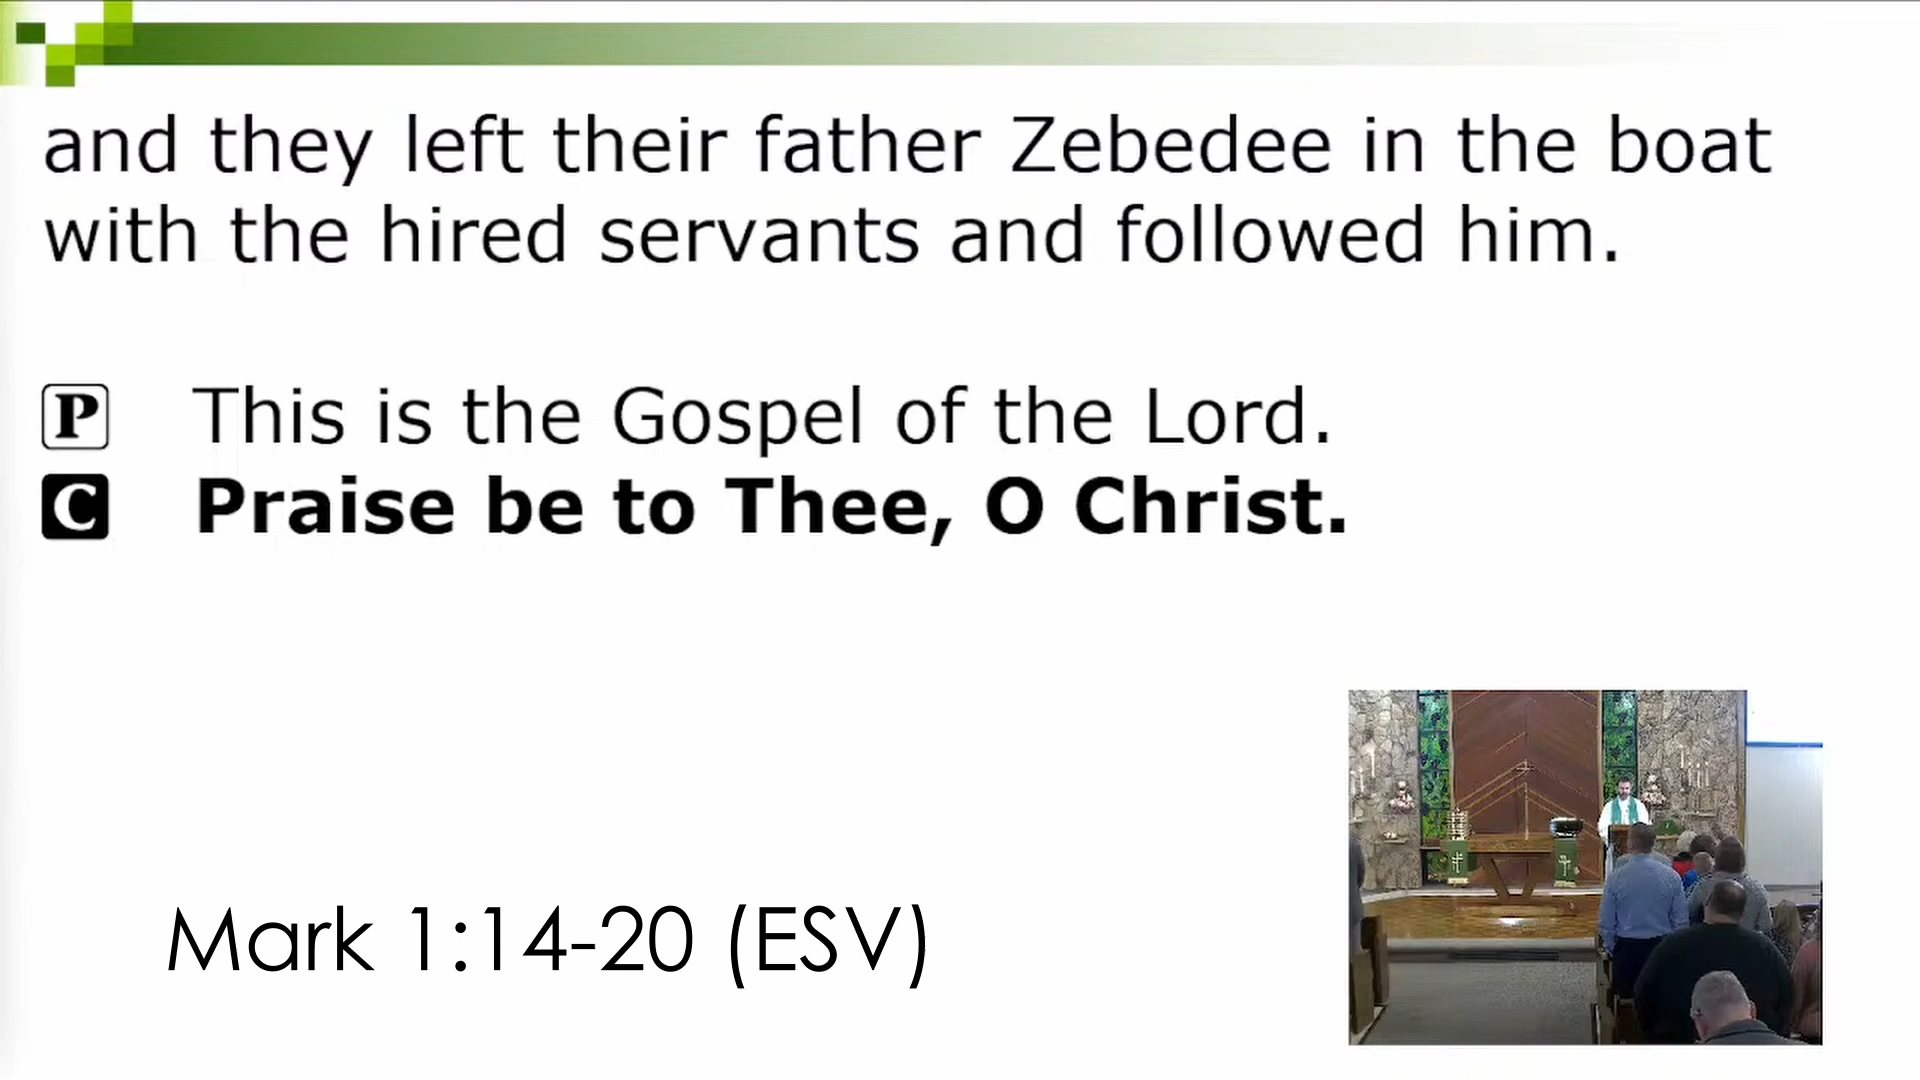 and they left their father Zebedee in the boat
with the hired servants and followed him.
P This is the Gospel of the Lord.
C Praise be to Thee, O Christ.
Mark 1:14-20 (ESV)